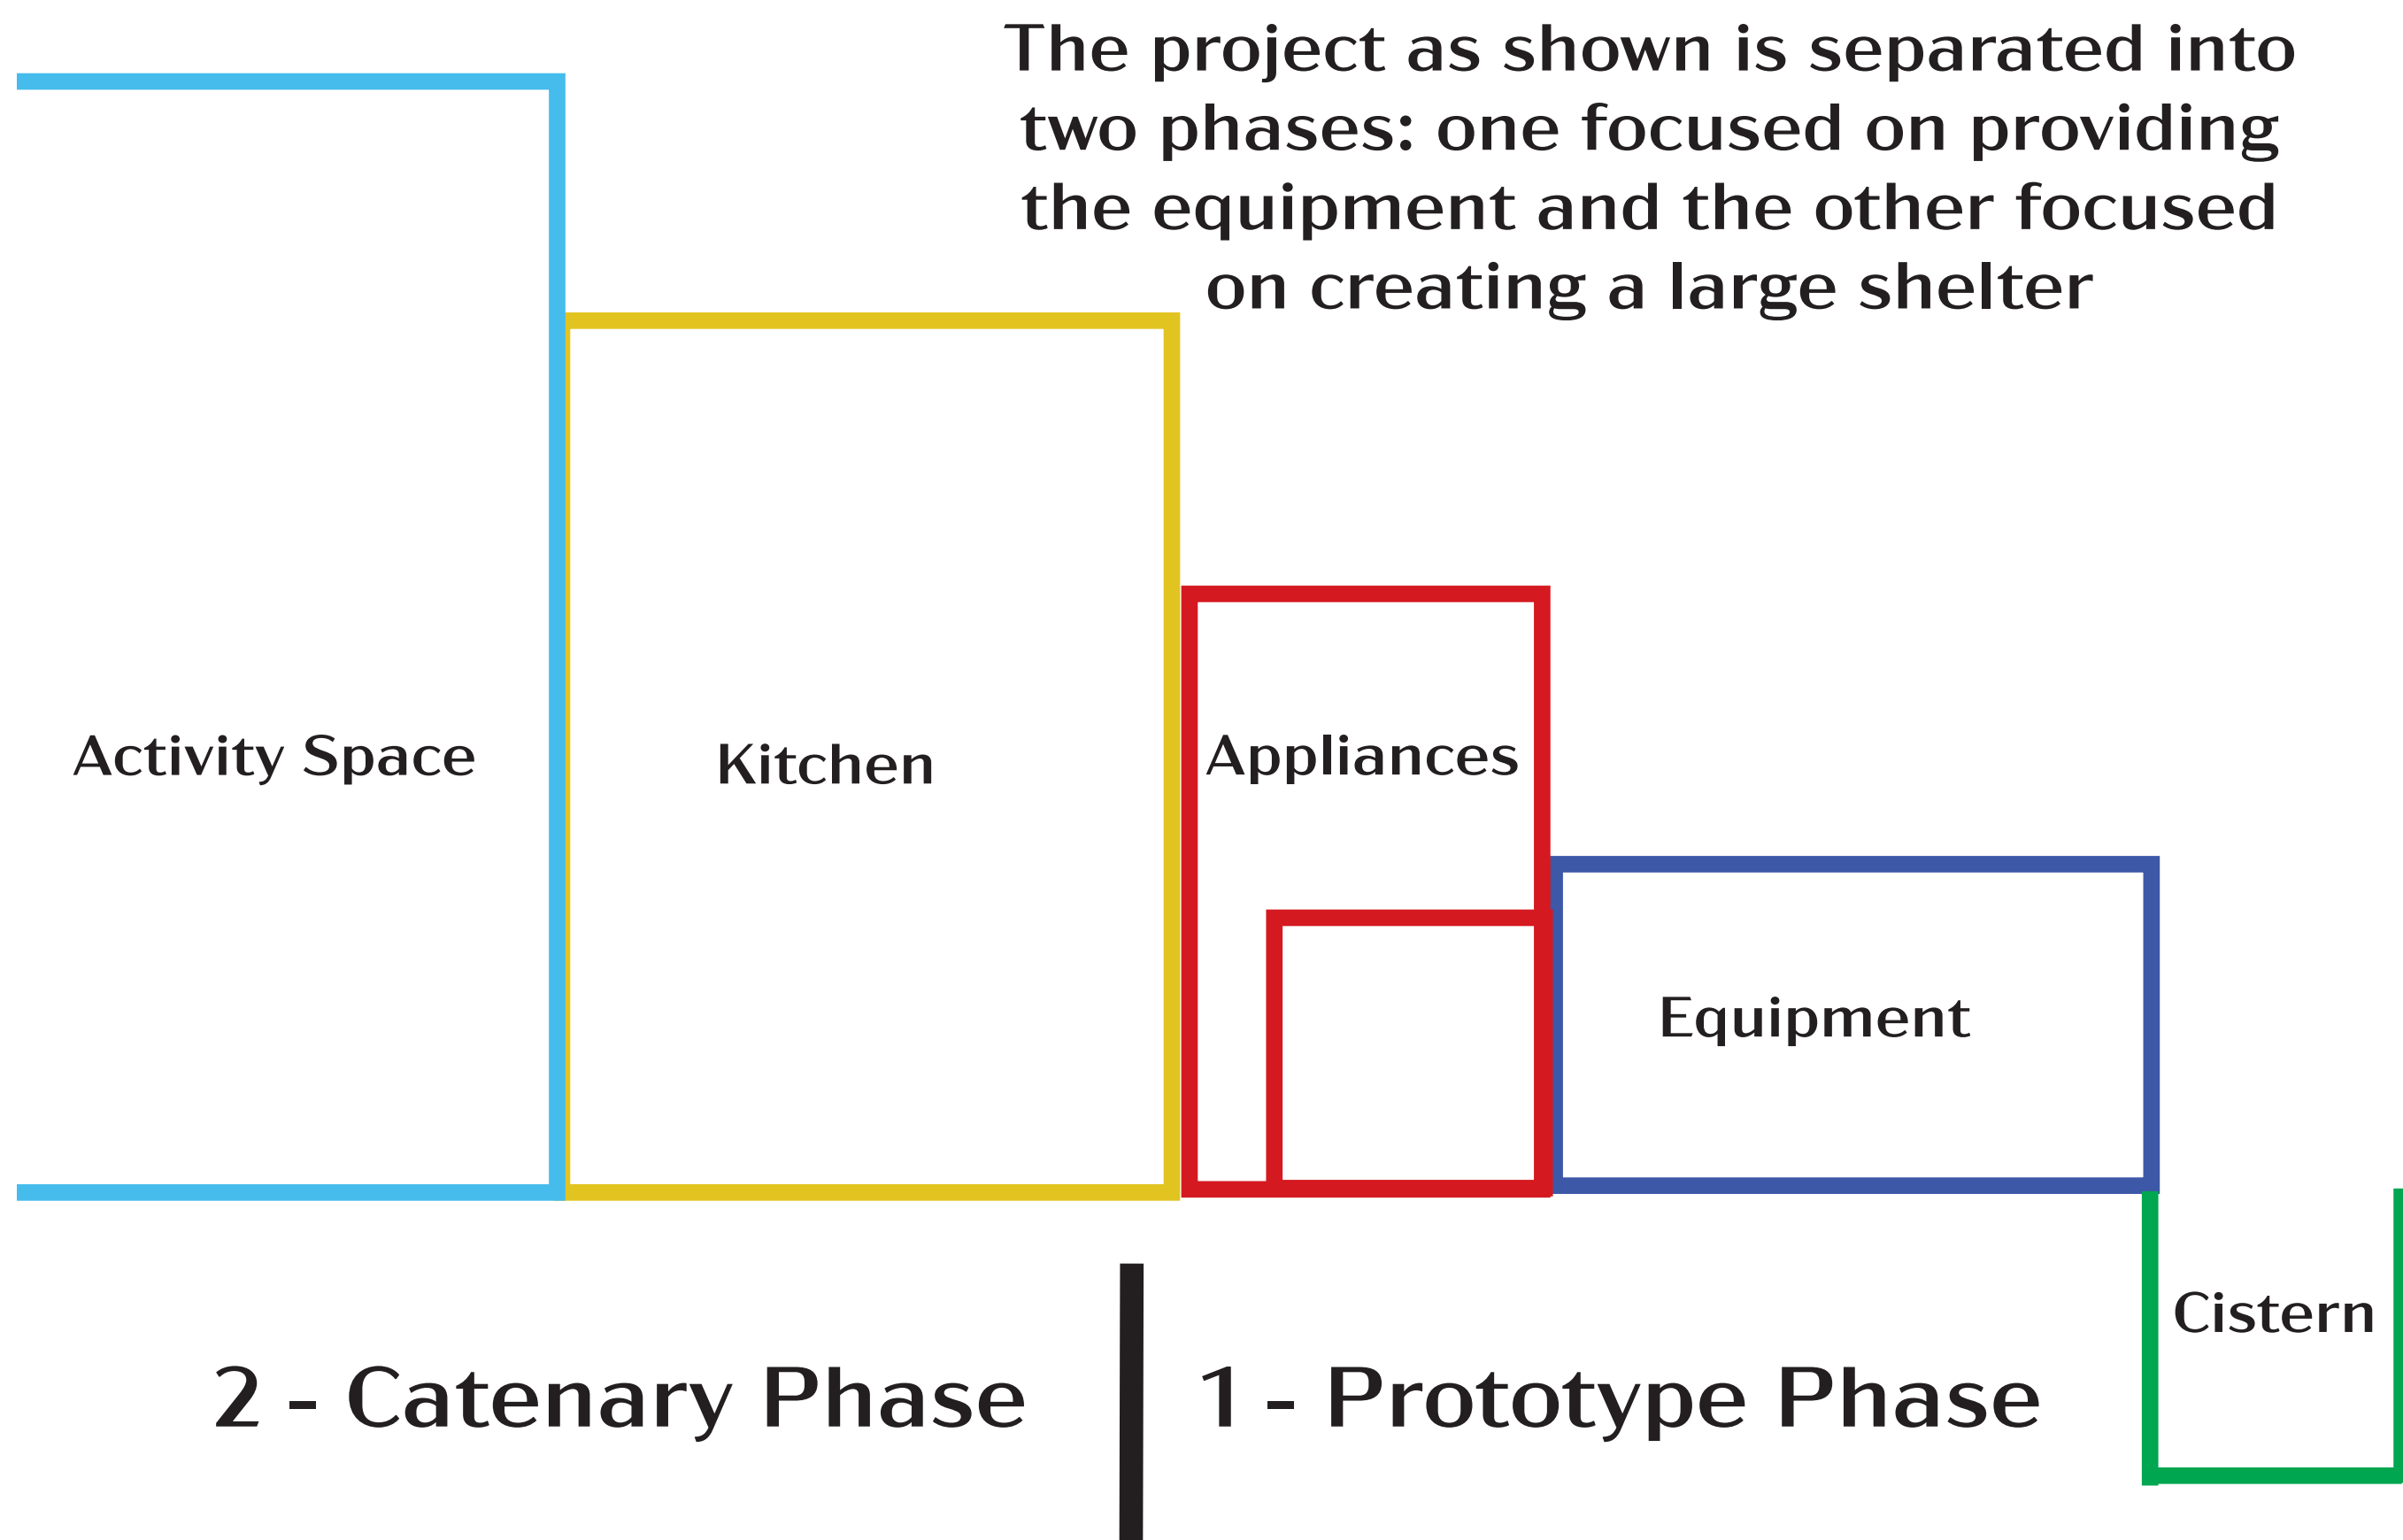 The project as shown is separated into
two phases: one focused on providing
the equipment and the other focused
on creating a large shelter
Activity Space
Kitchen
Appliances
Equipment
Cistern
2 - Catenary Phase
1 - Prototype Phase